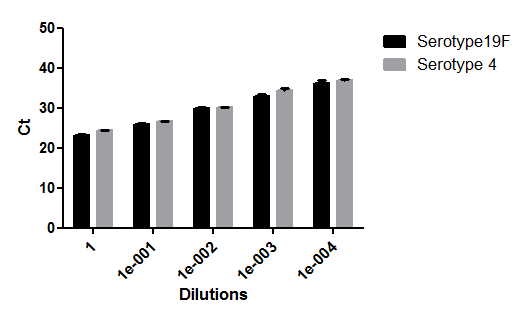 50
40
30
20
10
0
Ct
1
1e-001
1e-002
1e-003
1e-004
Dilutions
Serotype19F
Serotype 4